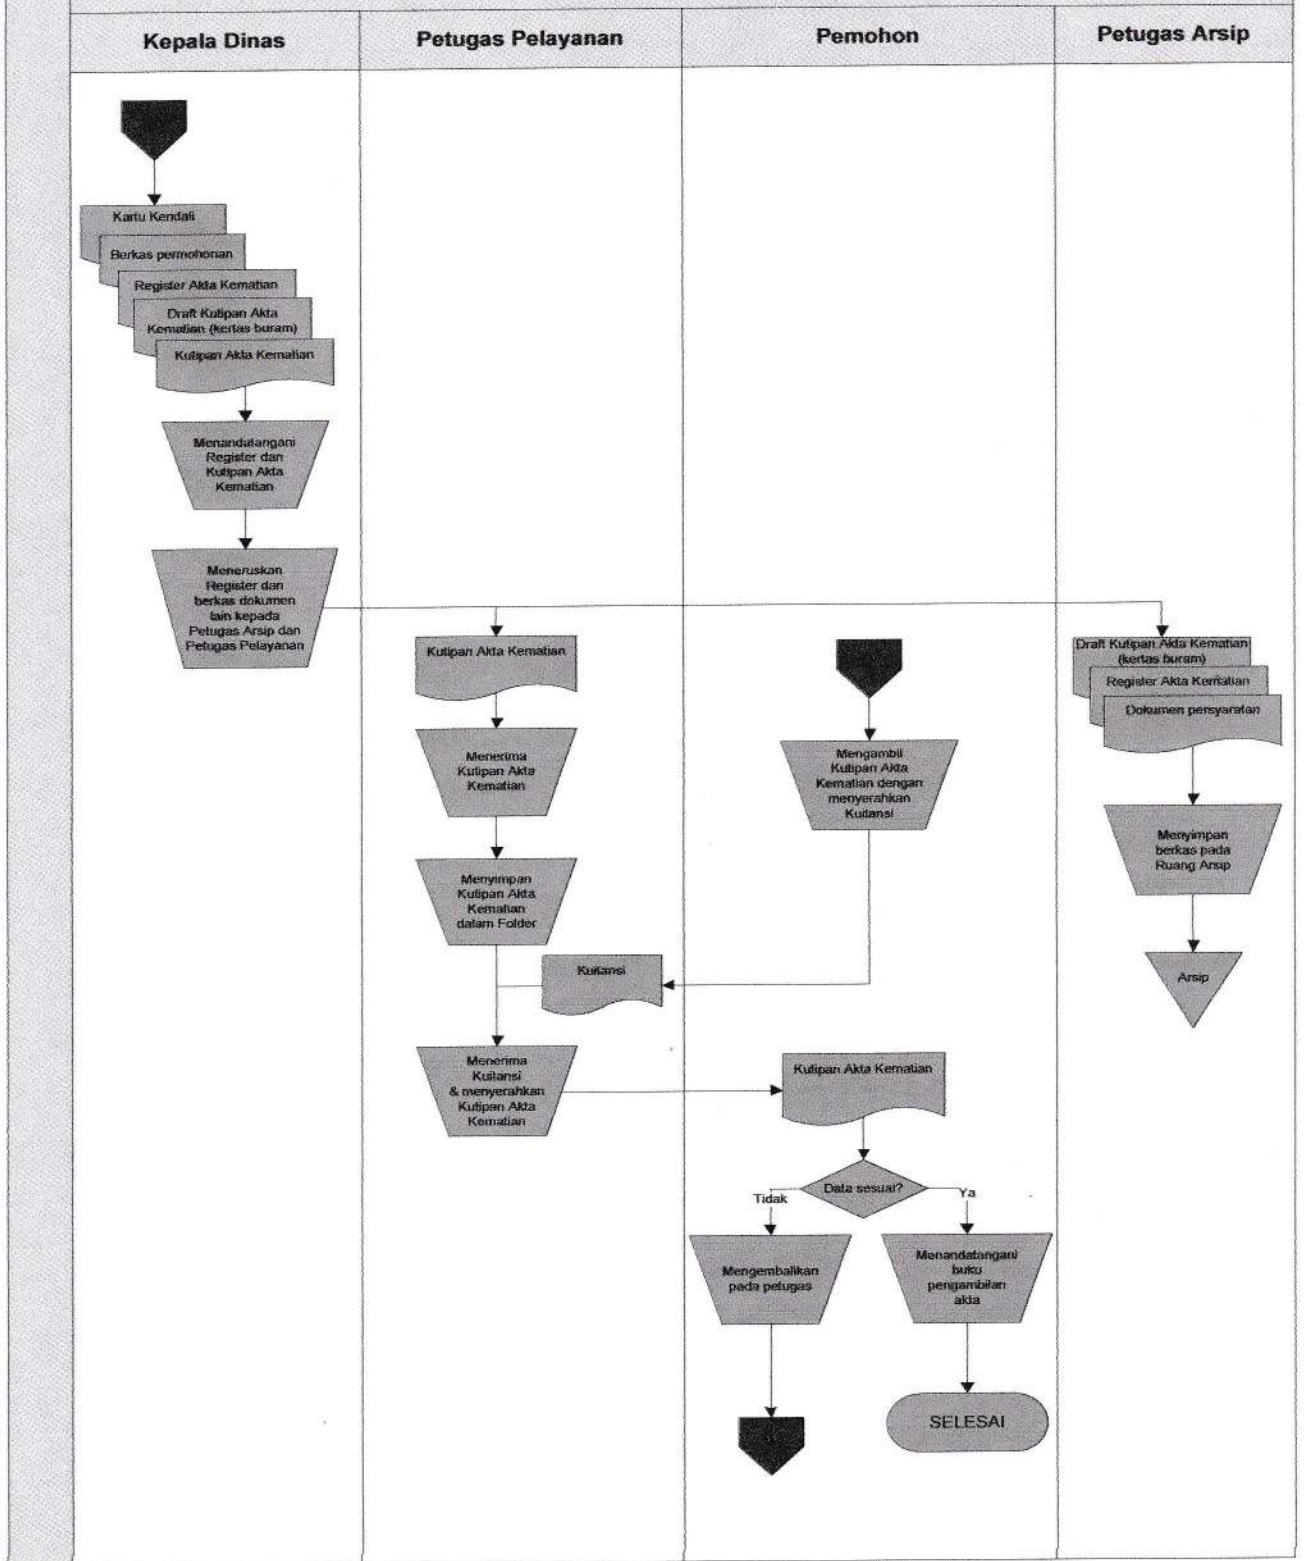 Kepala Dinas
Petugas Pelayanan
Pemohon
Petugas Arsip
Kartu Kendali
Berkas permohonan
Register Akta Kematian
Draft Kutipan Akta
Kematian (kertas buram)
Kutipan Akta Kematian
Menandatangani
Register dan
Kutipan Akta
Kematian
Meneruskan
Register dan
berkas dokumen
lain kepada
Petugas Arsip dan
Petugas Pelayanan
Kutipan Akta Kematian
Menerima
Kutipan Akta
Kematian
Menyimpan
Kutipan Akta
Kematian
dalam Folder
Kuitansi
Menerima
Kuitansi
& menyerahkan
Kutipan Akta
Kematian
Mengambil
Kutipan Akta
Kematian dengan
menyerahkan
Kuitansi
Kutipan Akta Kematian
Data sesuai?
Tidak
Ya
Mengembalikan
pada petugas
Menandatangani
buku
pengambilan
akta
SELESAI
Draft Kutipan Akta Kematian
(kertas buram)
Register Akta Kematian
Dokumen persyaratan
Menyimpan
berkas pada
Ruang Arsip
Arsip